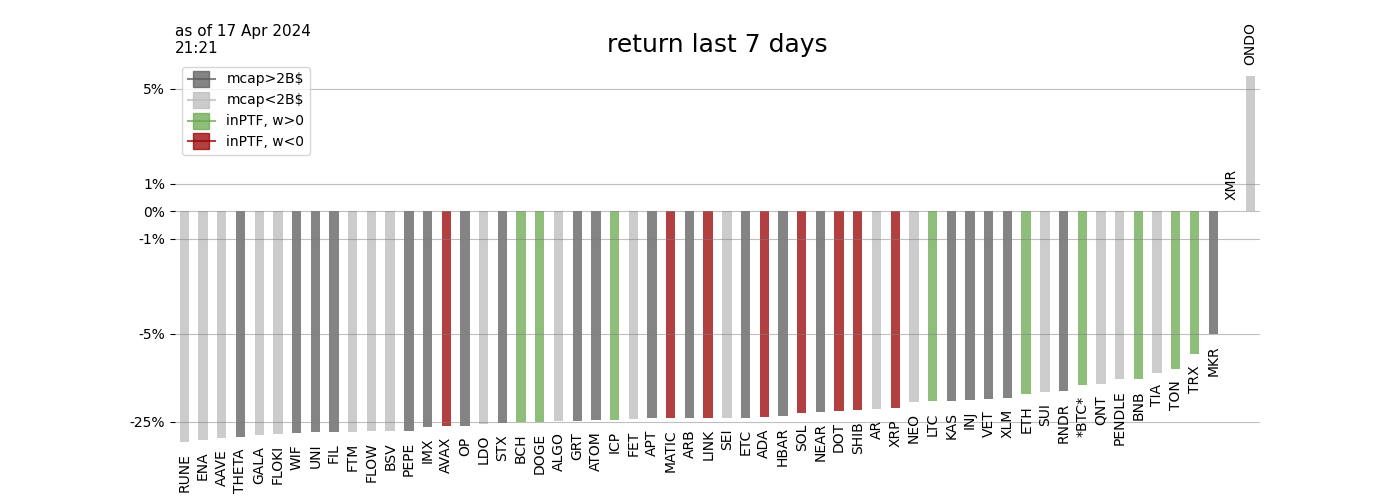 as of 17 Apr 2024
21:21
return last 7 days
mcap>2B$
mcap<2B$
inPTF, w>0
inPTF, w<0
5%
1%
0%
-1%
-5%
-25%
RUNE
ENA
AAVE
THETA
GALA
FLOKI
WIF
UNI
FIL
FTM
FLOW
BSV
PEPE
IMX
AVAX
OP
LDO
STX
BCH
DOGE
ALGO
GRT
ATOM
ICP
FET
APT
MATIC
ARB
LINK
SEI
ETC
ADA
HBAR
SOL
NEAR
DOT
SHIB
AR
XRP
NEO
LTC
KAS
INJ
VET
XLM
ETH
SUI
RNDR
*BTC*
QNT
PENDLE
BNB
TIA
TON
TRX
MKR
XMR
ONDO